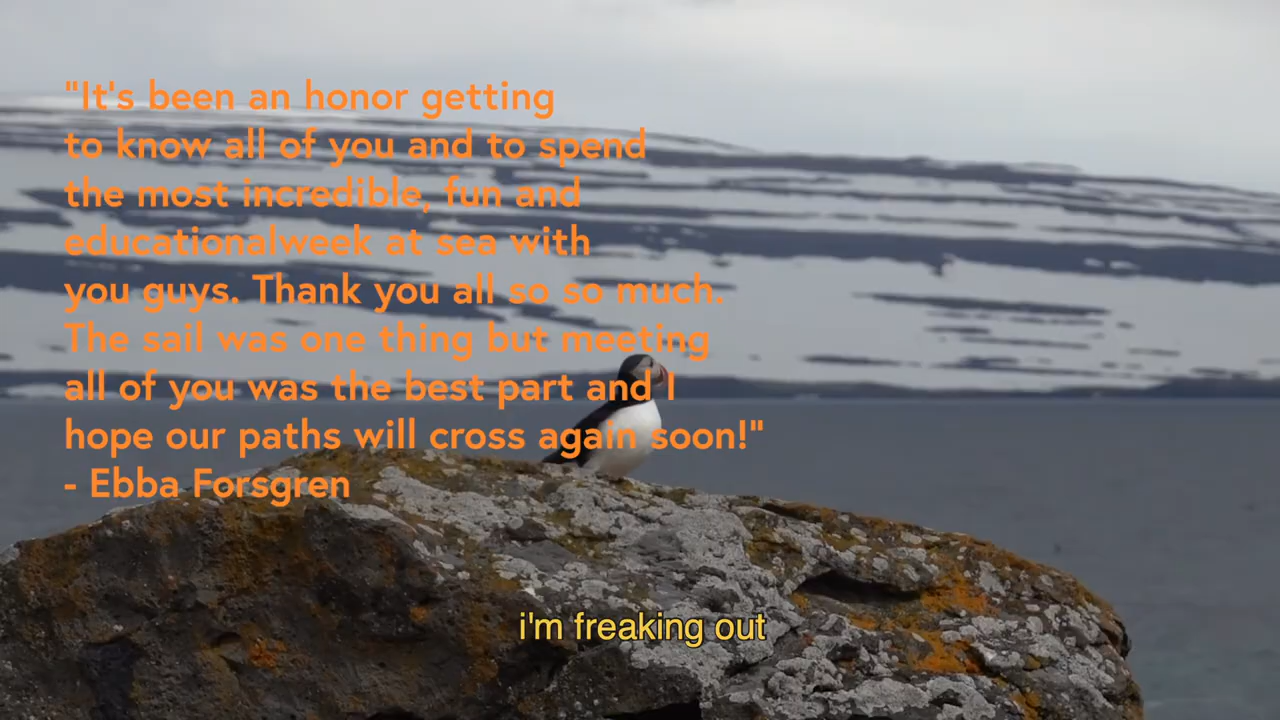 "It's been an honor getting
to know all of you and to spend
the most incredible, fun and
educationalweek at sea with
you guys. Thank you all so so much.
The sail was one thing but meeting
all of you was the best part and I
hope our paths will cross again soon!"
- Ebba Forsgren
i'm freaking out